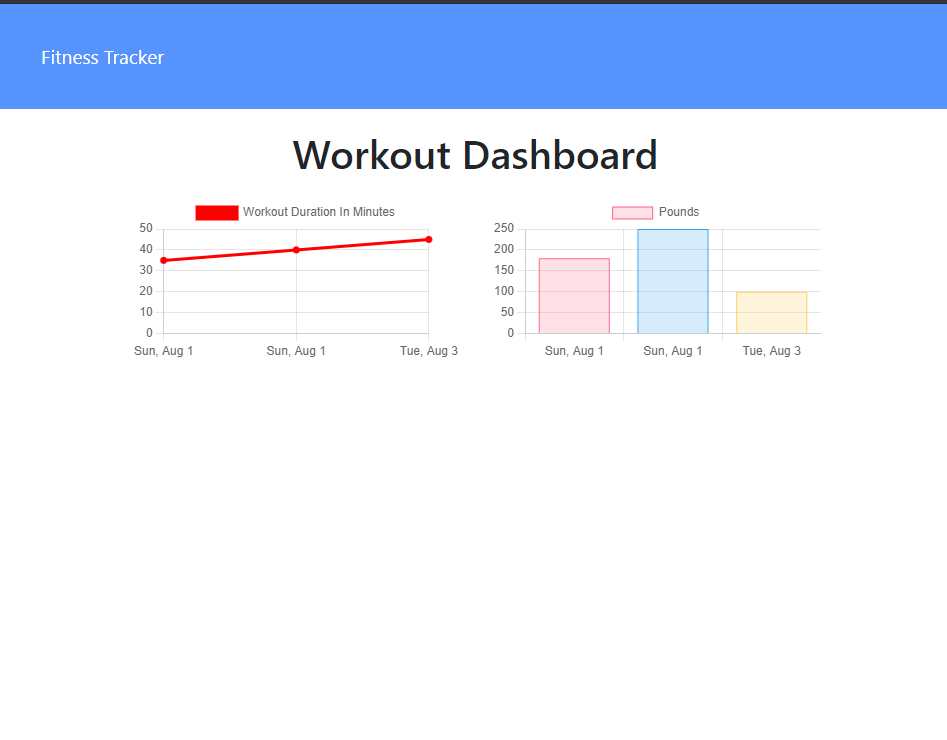 Fitness Tracker
Workout Dashboard
Workout Duration In Minutes
50
40
30
20
10
0
Sun, Aug 1 Sun, Aug 1 Tue, Aug 3
Pounds
250
200
150
100
50
0
Sun, Aug 1 Sun, Aug 1 Tue, Aug 3